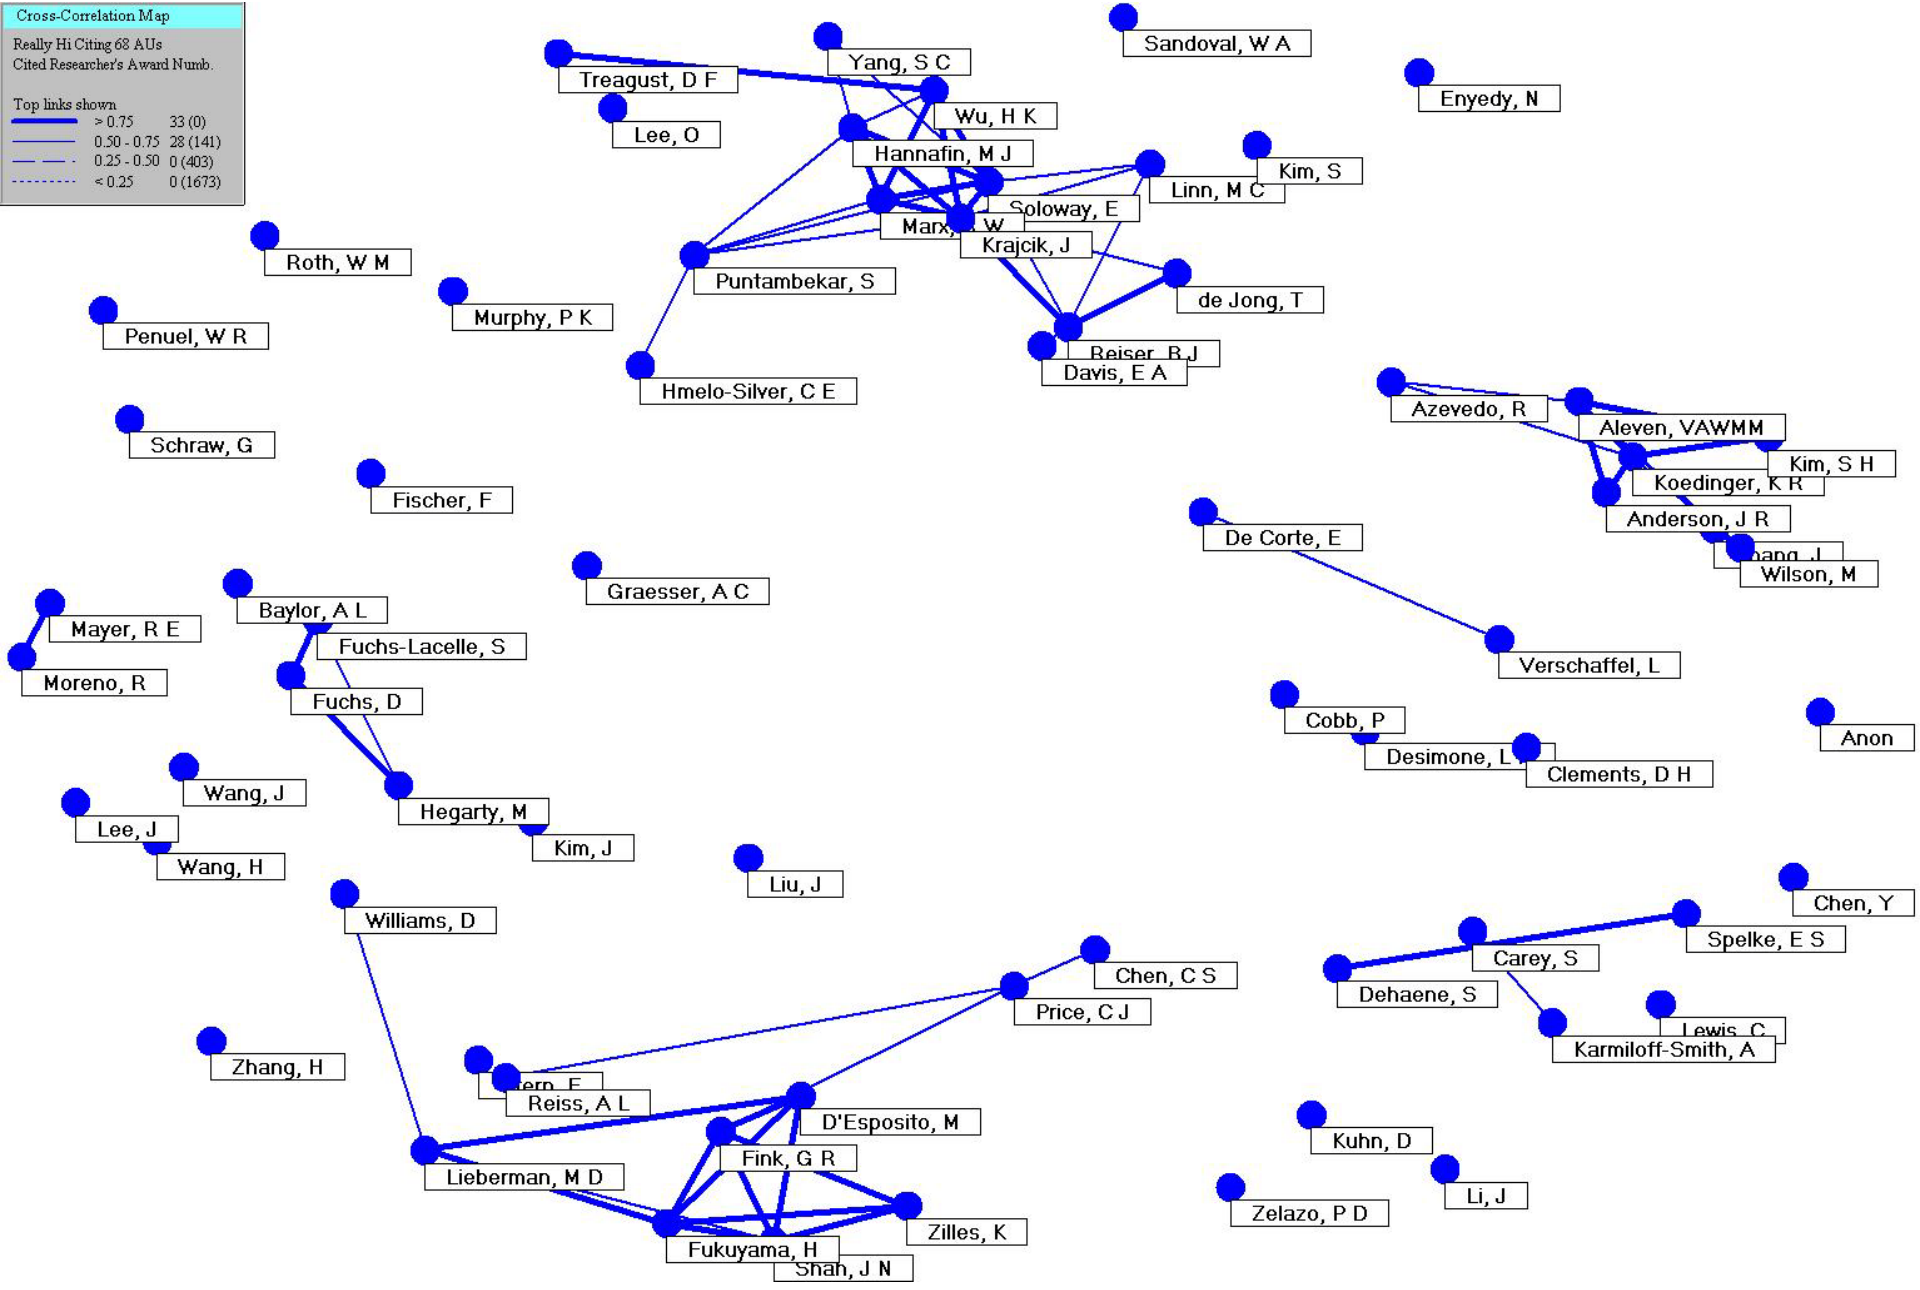 Cross-Correlation Map
Really Hi Citing 68 AUs
Cited Researcher's Award Numb.
Top links shown
> 0.75 33 (0)
0.50 - 0.75 28 (141)
0.25 - 0.50 0 (403)
< 0.25 0 (1673)
Sandoval, W A
Yang, S C
Treagust, D F
Enyedy, N
Wu, H K
Lee, O
Hannafin, M J
Kim, S
Linn, M C
Soloway, E
Marx, W
Krajcik, J
Roth, W M
Puntambekar, S
de Jong, T
Murphy, P K
Penuel, W R
Reiser, B J
Davis, E A
Hmelo-Silver, C E
Azevedo, R
Aleven, VAWMM
Schraw, G
Kim, S H
Koedinger, K R
Fischer, F
Anderson, J R
De Corte, E
Wilson, M
Graesser, A C
Baylor, A L
Mayer, R E
Fuchs-Lacelle, S
Verschaffel, L
Moreno, R
Fuchs, D
Cobb, P
Anon
Desimone, L
Clements, D H
Wang, J
Hegarty, M
Lee, J
Kim, J
Wang, H
Liu, J
Chen, Y
Williams, D
Spelke, E S
Carey, S
Chen, C S
Dehaene, S
Price, C J
Lewis, C
Karmiloff-Smith, A
Zhang, H
Reiss, A L
D'Esposito, M
Kuhn, D
Fink, G R
Lieberman, M D
Li, J
Zelazo, P D
Zilles, K
Fukuyama, H
Shah, J N